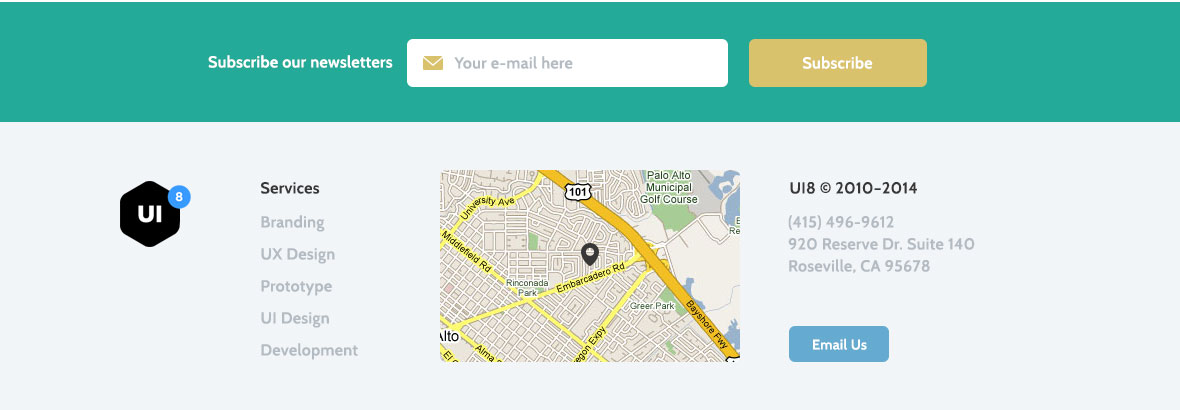 Subscribe our newsletters
Your e-mail here
Subscribe
UI
8
Services
Branding
UX Design
Prototype
UI Design
Development
101
Palo Alto
Municipal
Golf Course
University Ave
Middlefield Rd
Rinconada
Park
Embarcadero Rd
Greer Park
Bayshore Fwy
Alto
Alma
egon Expy
El
UI8 © 2010-2014
(415) 496-9612
920 Reserve Dr. Suite 140
Roseville, CA 95678
Email Us